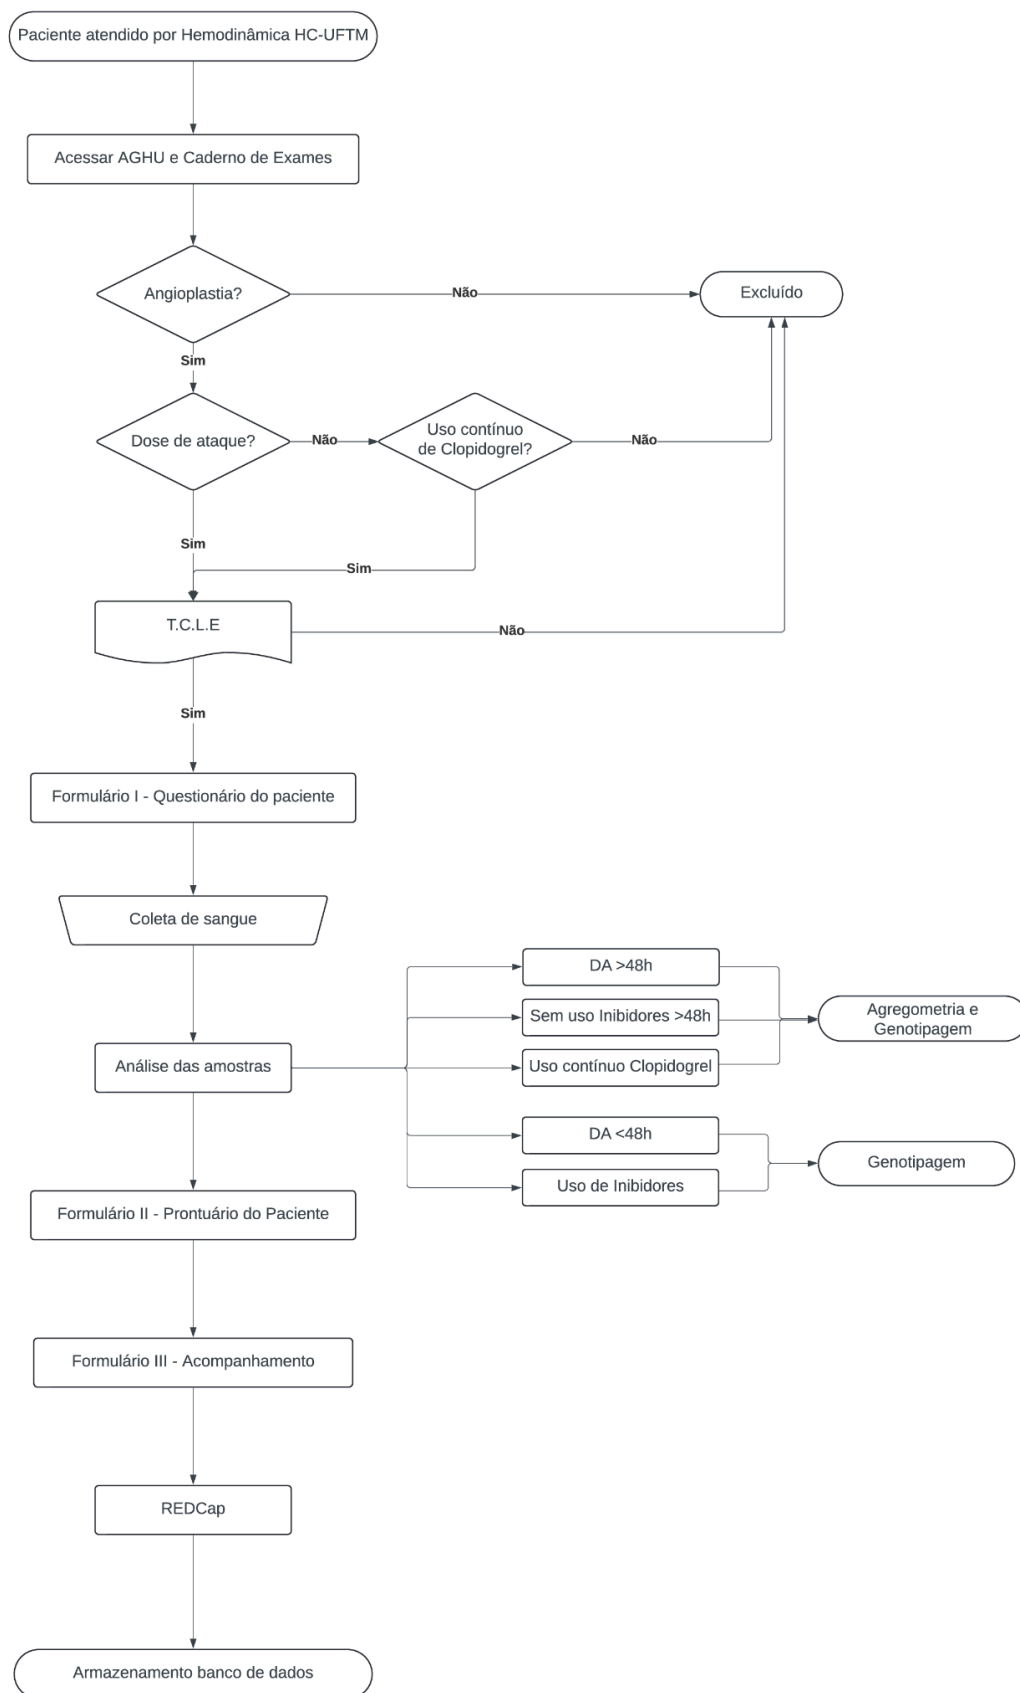 Paciente atendido por Hemodinâmica HC-UFTM
Acessar AGHU e Caderno de Exames
Angioplastia?
Não
Excluído
Sim
Dose de ataque?
Não
Uso contínuo
de Clopidogrel?
Não
Sim
Sim
T.C.L.E
Não
Sim
Formulário I - Questionário do paciente
Coleta de sangue
DA >48h
Sem uso Inibidores >48h
Agregometria e
Genotipagem
Uso contínuo Clopidogrel
Análise das amostras
DA <48h
Genotipagem
Uso de Inibidores
Formulário II - Prontuário do Paciente
Formulário III - Acompanhamento
REDCap
Armazenamento banco de dados